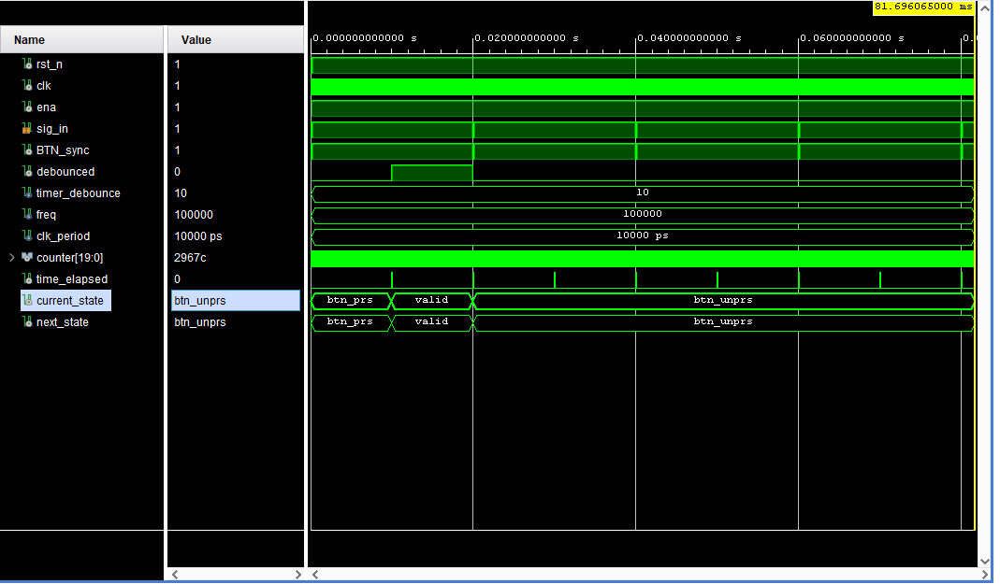 81.696065000 ms
Name Value
0.000000000000 s 0.020000000000 s 0.040000000000 s 0.060000000000 s 0.
rst_n 1
clk 1
ena 1
sig_in 1
BTN_sync 1
debounced 0
timer_debounce 10 10
freq 100000 100000
clk_period 10000 ps 10000 ps
counter[19:0] 2967c
time_elapsed 0
current_state btn_unprs btn_prs valid btn_unprs
next_state btn_unprs btn_prs valid btn_unprs